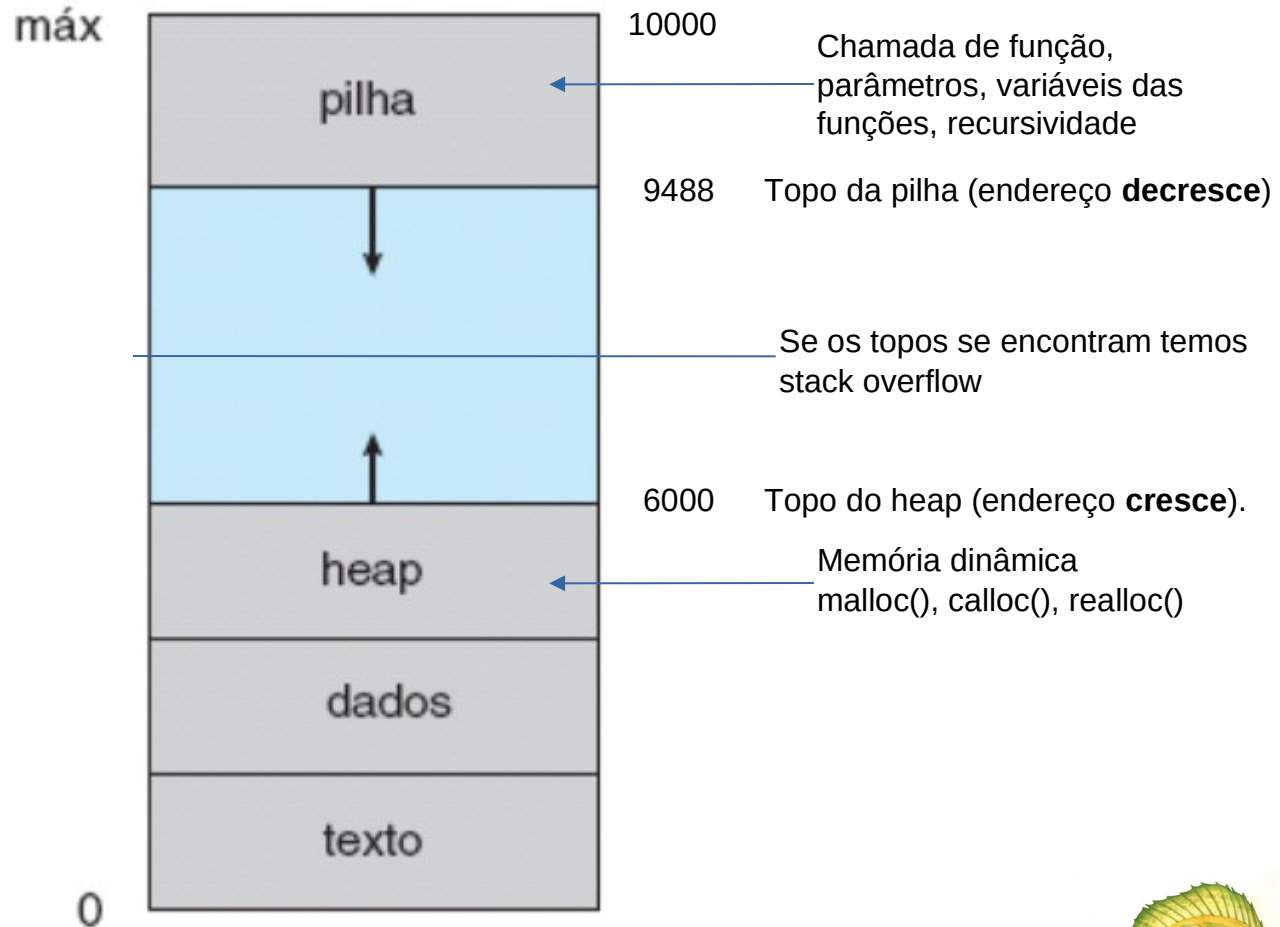 máx
10000
pilha
Chamada de função,
parâmetros, variáveis das
funções, recursividade
9488 Topo da pilha (endereço decresce)
Se os topos se encontram temos
stack overflow
6000 Topo do heap (endereço cresce).
heap
Memória dinâmica
malloc(), calloc(), realloc()
dados
texto
0